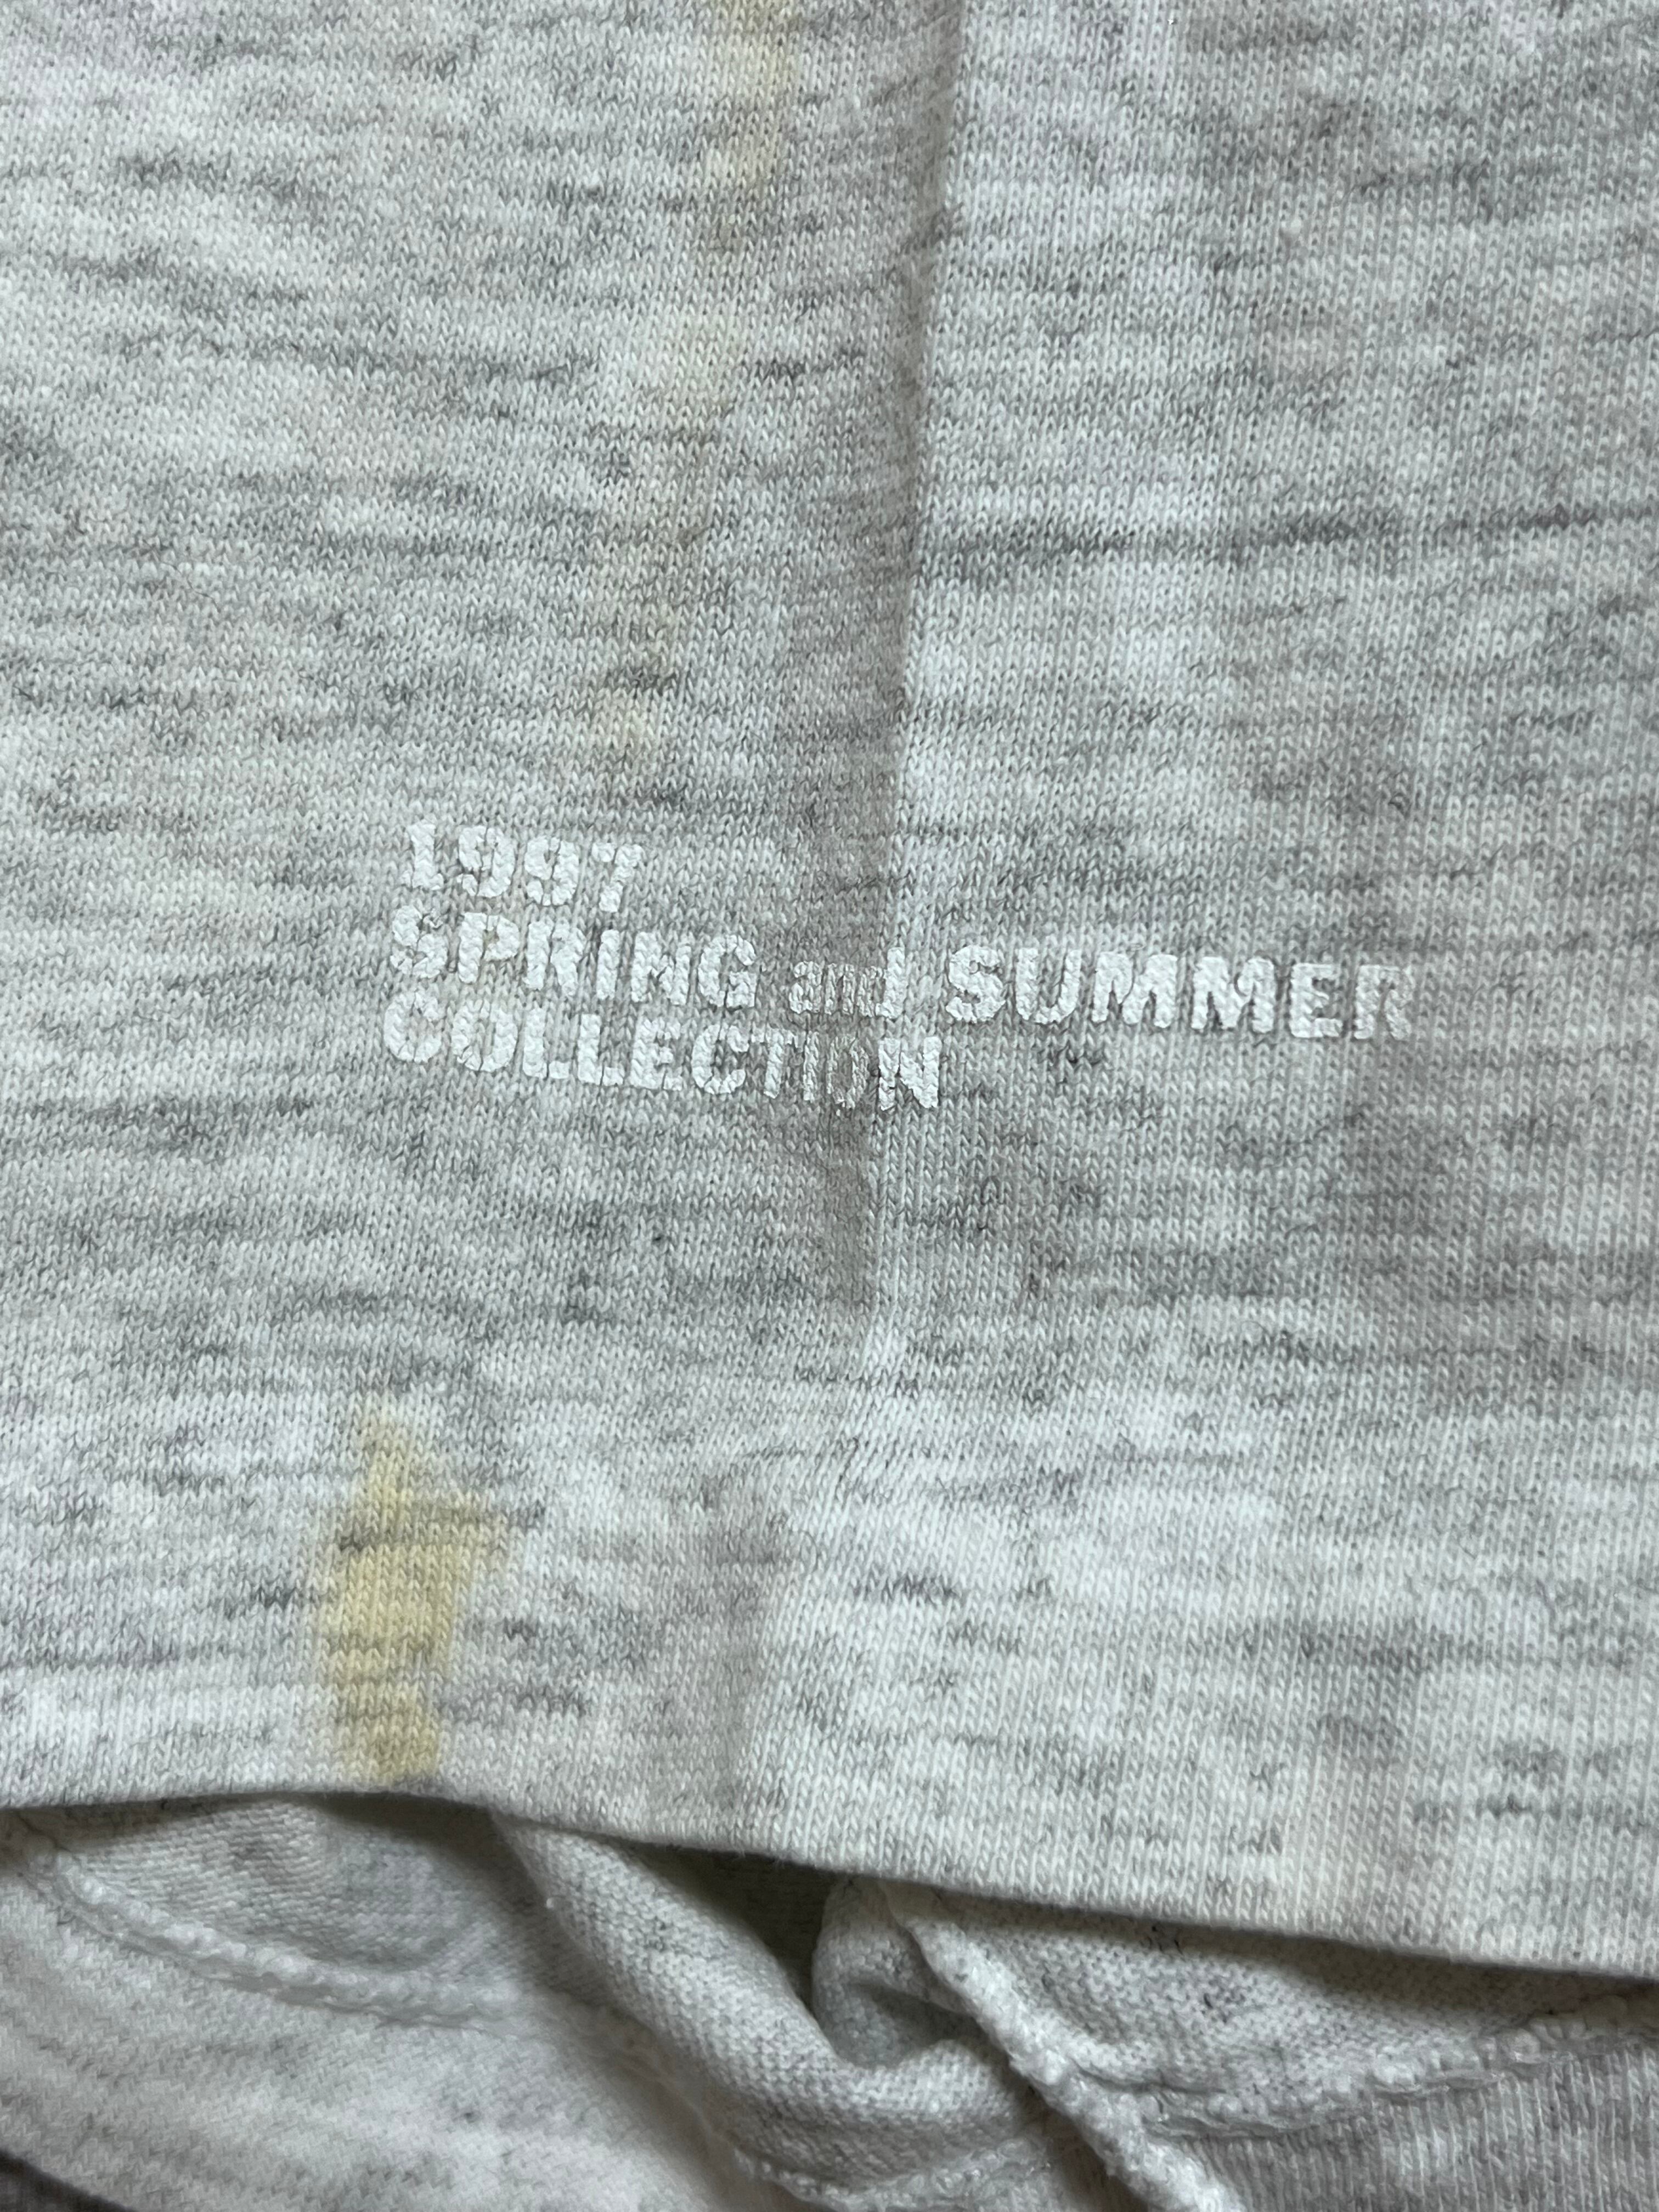 1997
SPRING and SUMMER
COLLECTION